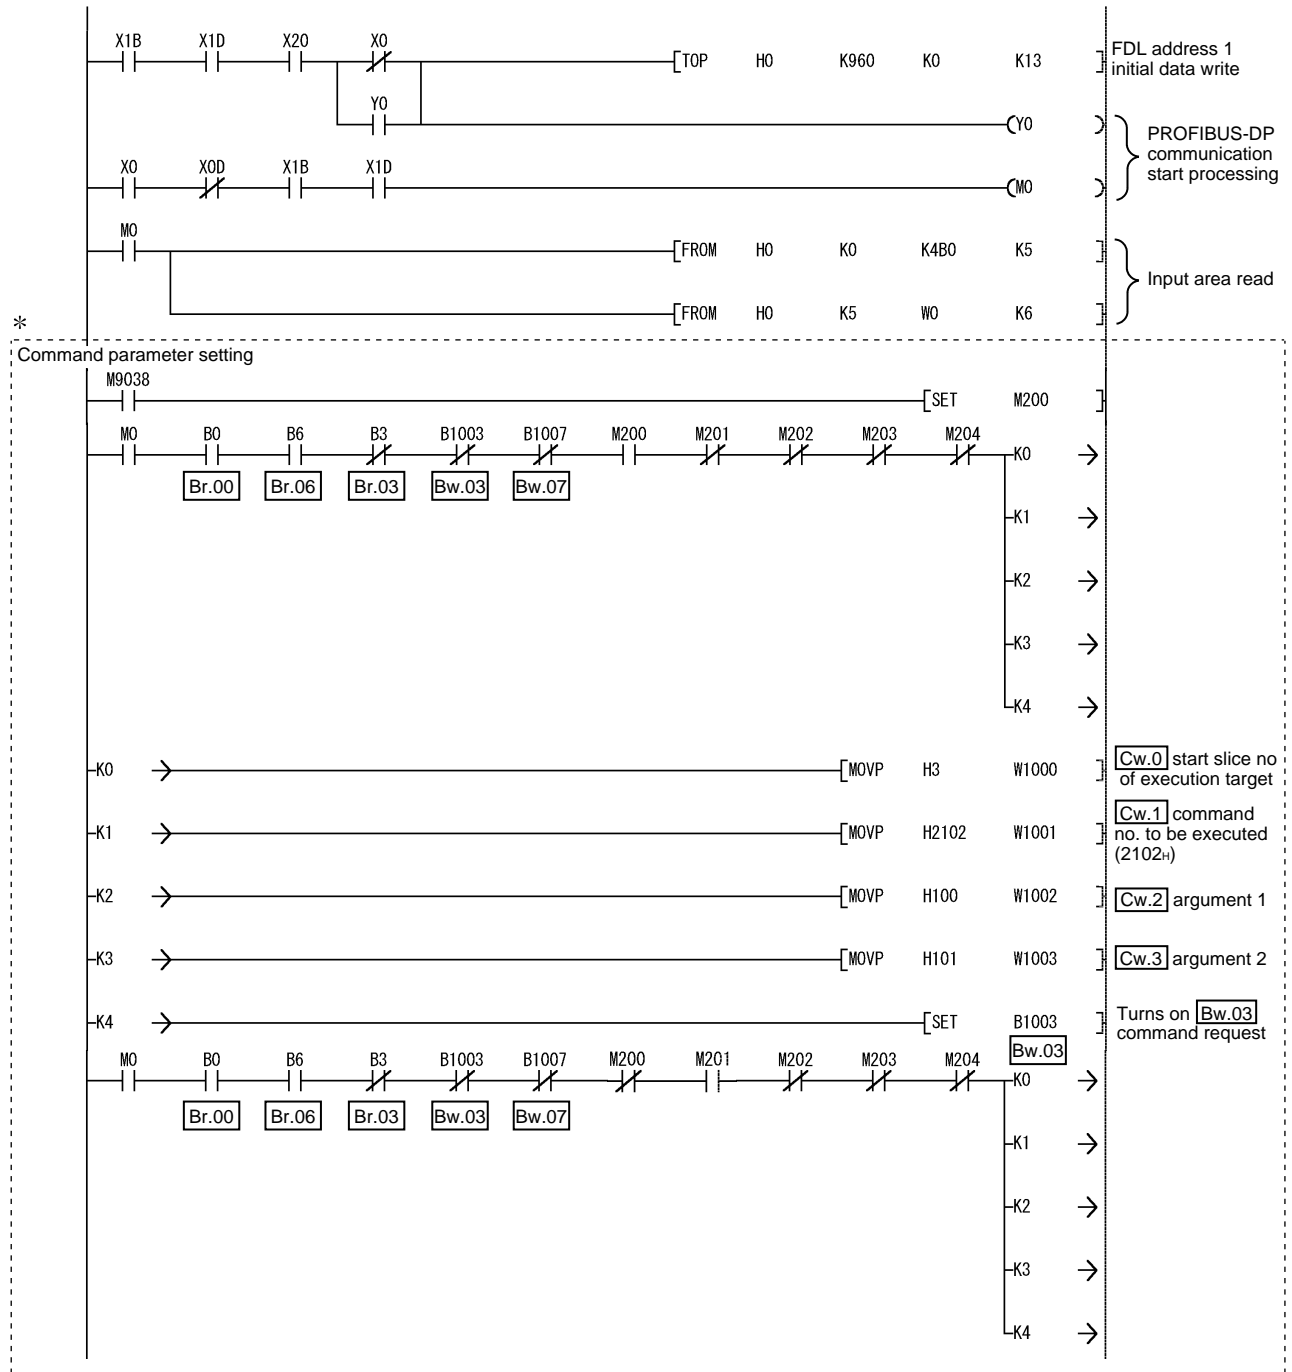 X1B X1D X20 X0
[TOP H0 K960 K0 K13 ]
FDL address 1
initial data write
Y0
(Y0 )
PROFIBUS-DP
communication
start processing
X0 X0D X1B X1D
(M0 )
M0
[FROM H0 K0 K4B0 K5 ]
Input area read
[FROM H0 K5 W0 K6 ]
*
Command parameter setting
M9038
[SET M200 ]
M0 B0 B6 B3 B1003 B1007 M200 M201 M202 M203 M204
K0
Br.00 Br.06 Br.03 Bw.03 Bw.07
K1
K2
K3
K4
K0 [MOVP H3 W1000 ]
Cw.0 start slice no
of execution target
K1 [MOVP H2102 W1001 ]
Cw.1 command
no. to be executed
(2102H)
K2 [MOVP H100 W1002 ]
Cw.2 argument 1
K3 [MOVP H101 W1003 ]
Cw.3 argument 2
K4 [SET B1003 ]
Turns on Bw.03
command request
Bw.03
M0 B0 B6 B3 B1003 B1007 M200 M201 M202 M203 M204
K0
Br.00 Br.06 Br.03 Bw.03 Bw.07
K1
K2
K3
K4